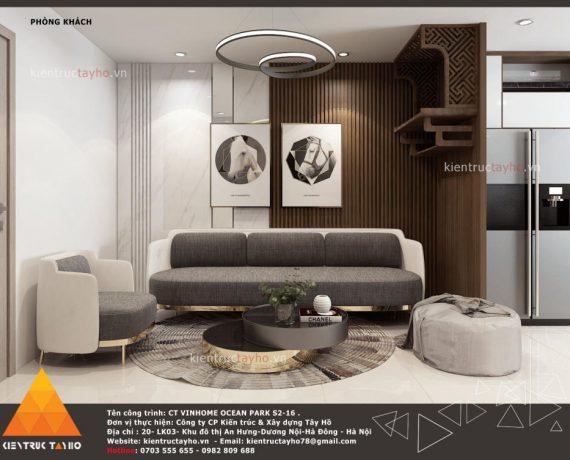 PHÒNG KHÁCH
kientructayho.vn
kientructayho.vn
CHANEL
kientructayho.vn
KIENTRUC TAYHO
Tên công trình: CT VINHOME OCEAN PARK S2-16 .
Đơn vị thực hiện: Công ty CP Kiến trúc & Xây dựng Tây Hồ
Địa chỉ : 20- LK03- Khu đô thị An Hưng-Dương Nội-Hà Đông - Hà Nội
Website: kientructayho.vn - Email: kientructayho78@gmail.com
Hotline: 0703 555 655 - 0982 809 688